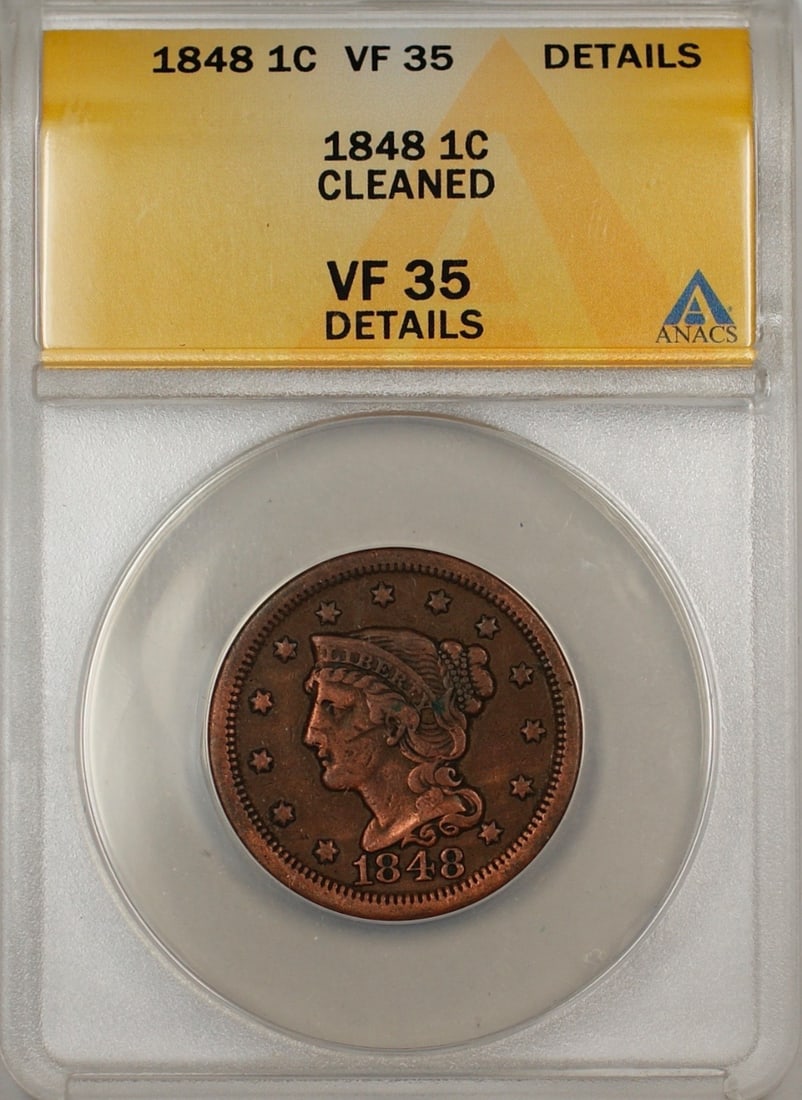 1848 1C VF 35 DETAILS
1848 1C
CLEANED
VF 35
DETAILS
ANACS
LIBERTY
1848